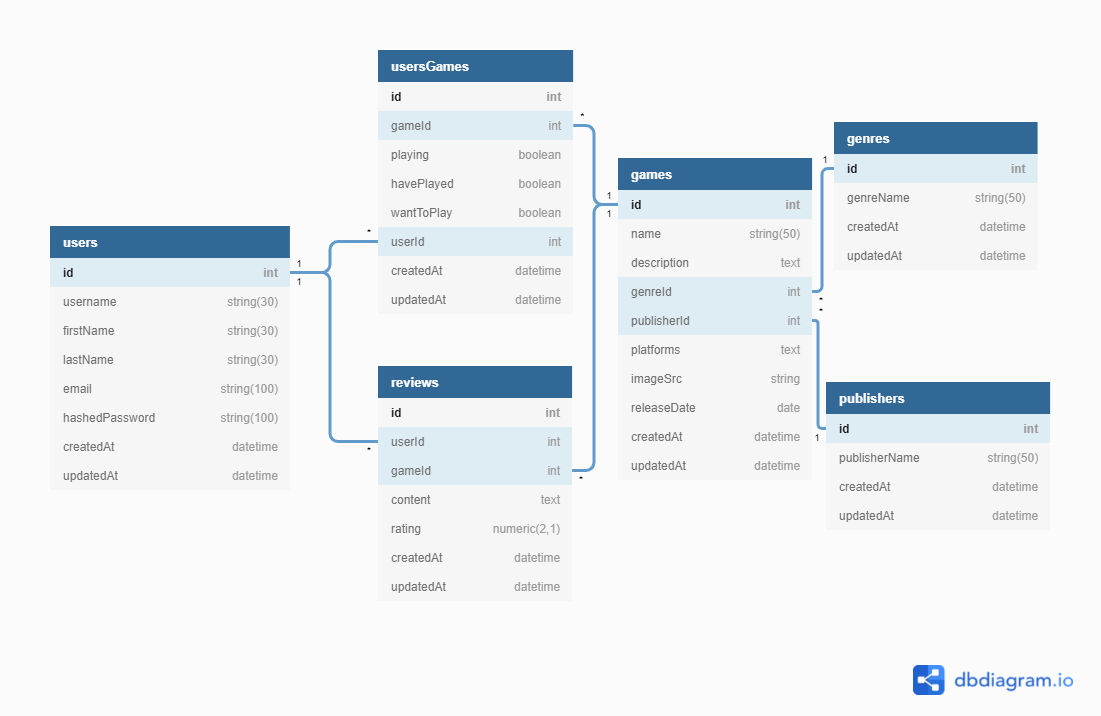 usersGames
id int
gameId int
playing boolean
havePlayed boolean
wantToPlay boolean
userId int
createdAt datetime
updatedAt datetime
users
id int
username string(30)
firstName string(30)
lastName string(30)
email string(100)
hashedPassword string(100)
createdAt datetime
updatedAt datetime
1
1
*
*
reviews
id int
userId int
gameId int
content text
rating numeric(2,1)
createdAt datetime
updatedAt datetime
*
*
1
1
games
id int
name string(50)
description text
genreId int
publisherId int
platforms text
imageSrc string
releaseDate date
createdAt datetime
updatedAt datetime
1
*
*
1
genres
id int
genreName string(50)
createdAt datetime
updatedAt datetime
publishers
id int
publisherName string(50)
createdAt datetime
updatedAt datetime
dbdiagram.io